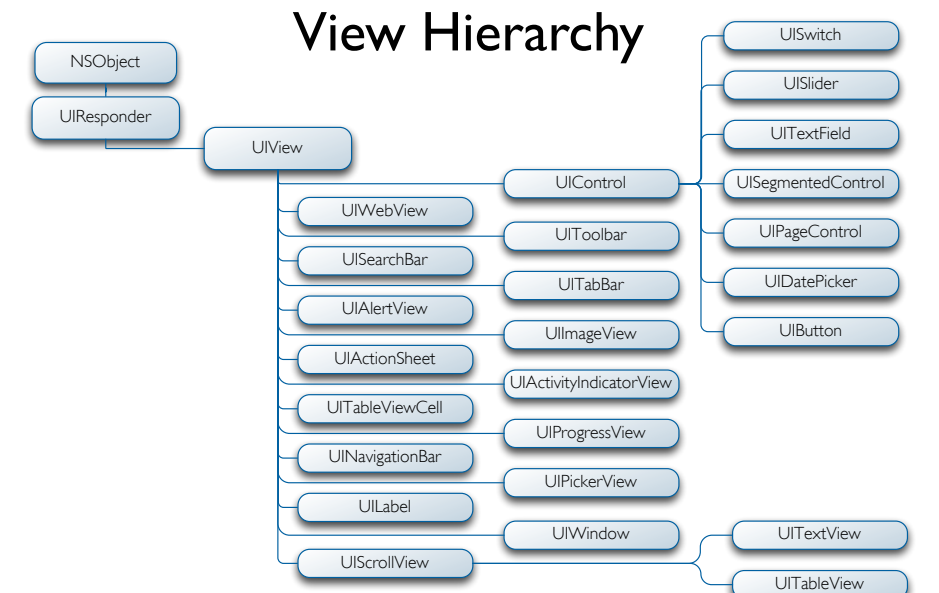 View Hierarchy
NSObject
UIResponder
UIView
UIControl
UIWebView
UIToolbar
UISearchBar
UITabBar
UIAlertView
UIImageView
UIActionSheet
UIActivityIndicatorView
UITableViewCell
UIProgressView
UINavigationBar
UIPickerView
UILabel
UIWindow
UIScrollView
UISwitch
UISlider
UITextField
UISegmentedControl
UIPageControl
UIDatePicker
UIButton
UITextView
UITableView